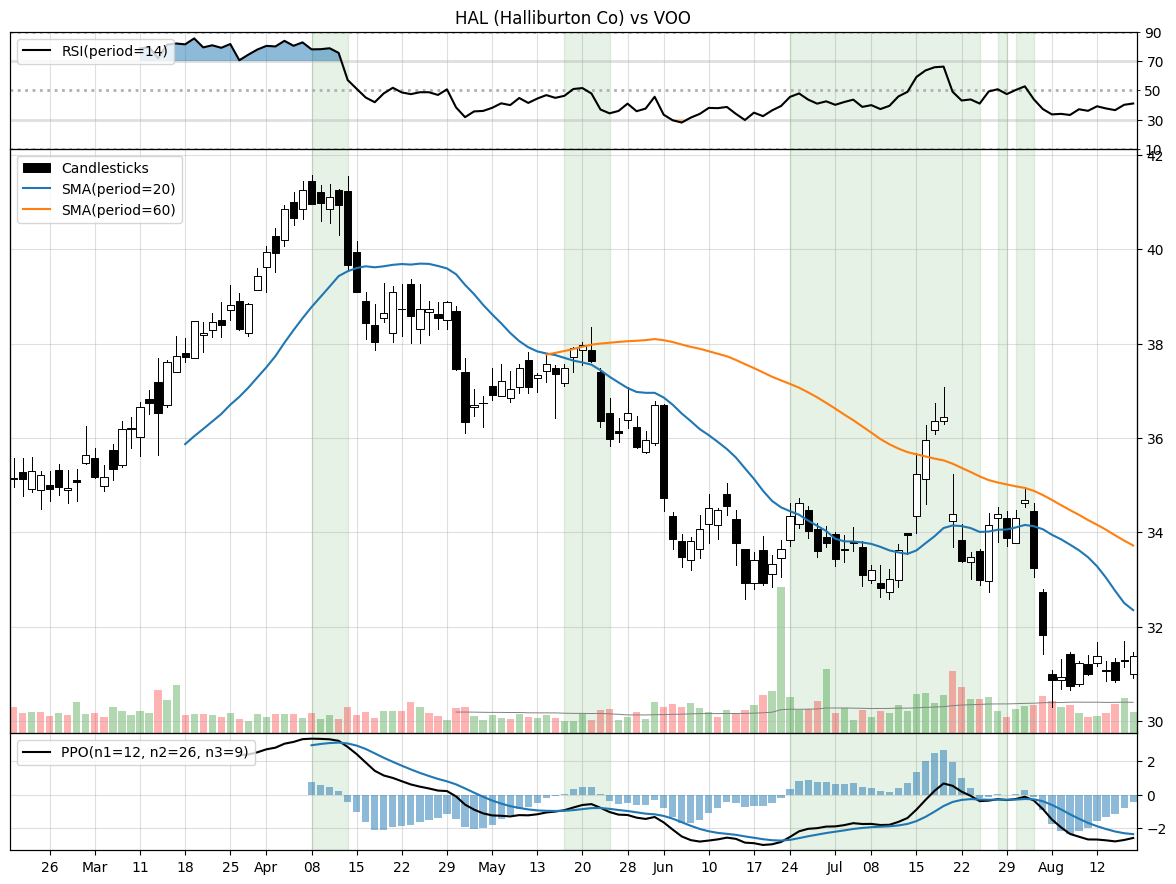 HAL (Halliburton Co) vs VOO
RSI(period=14)
90
70
50
30
10
Candlesticks
SMA(period=20)
SMA(period=60)
42
40
38
36
34
32
30
PPO(n1=12, n2=26, n3=9)
2
0
−2
26 Mar 11 18 25 Apr 08 15 22 29 May 13 20 28 Jun 10 17 24 Jul 08 15 22 29 Aug 12